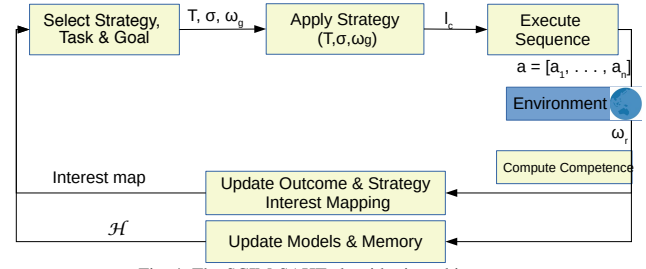 Select Strategy,
Task & Goal
T, σ, ω_g
Apply Strategy
(T,σ,ωg)
l_c
Execute
Sequence
a = [a_1, . . . , a_n]
Environment
ω_r
Compute Competence
Interest map
Update Outcome & Strategy
Interest Mapping
ℋ
Update Models & Memory